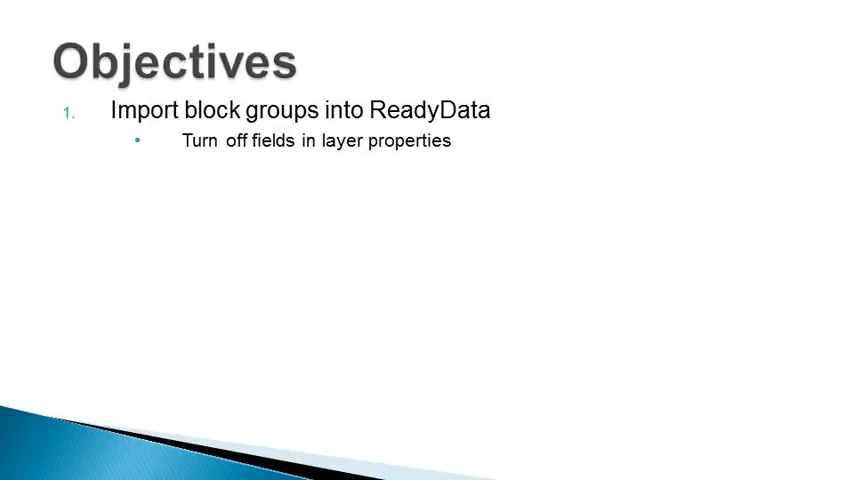 Objectives
1. Import block groups into ReadyData
• Turn off fields in layer properties